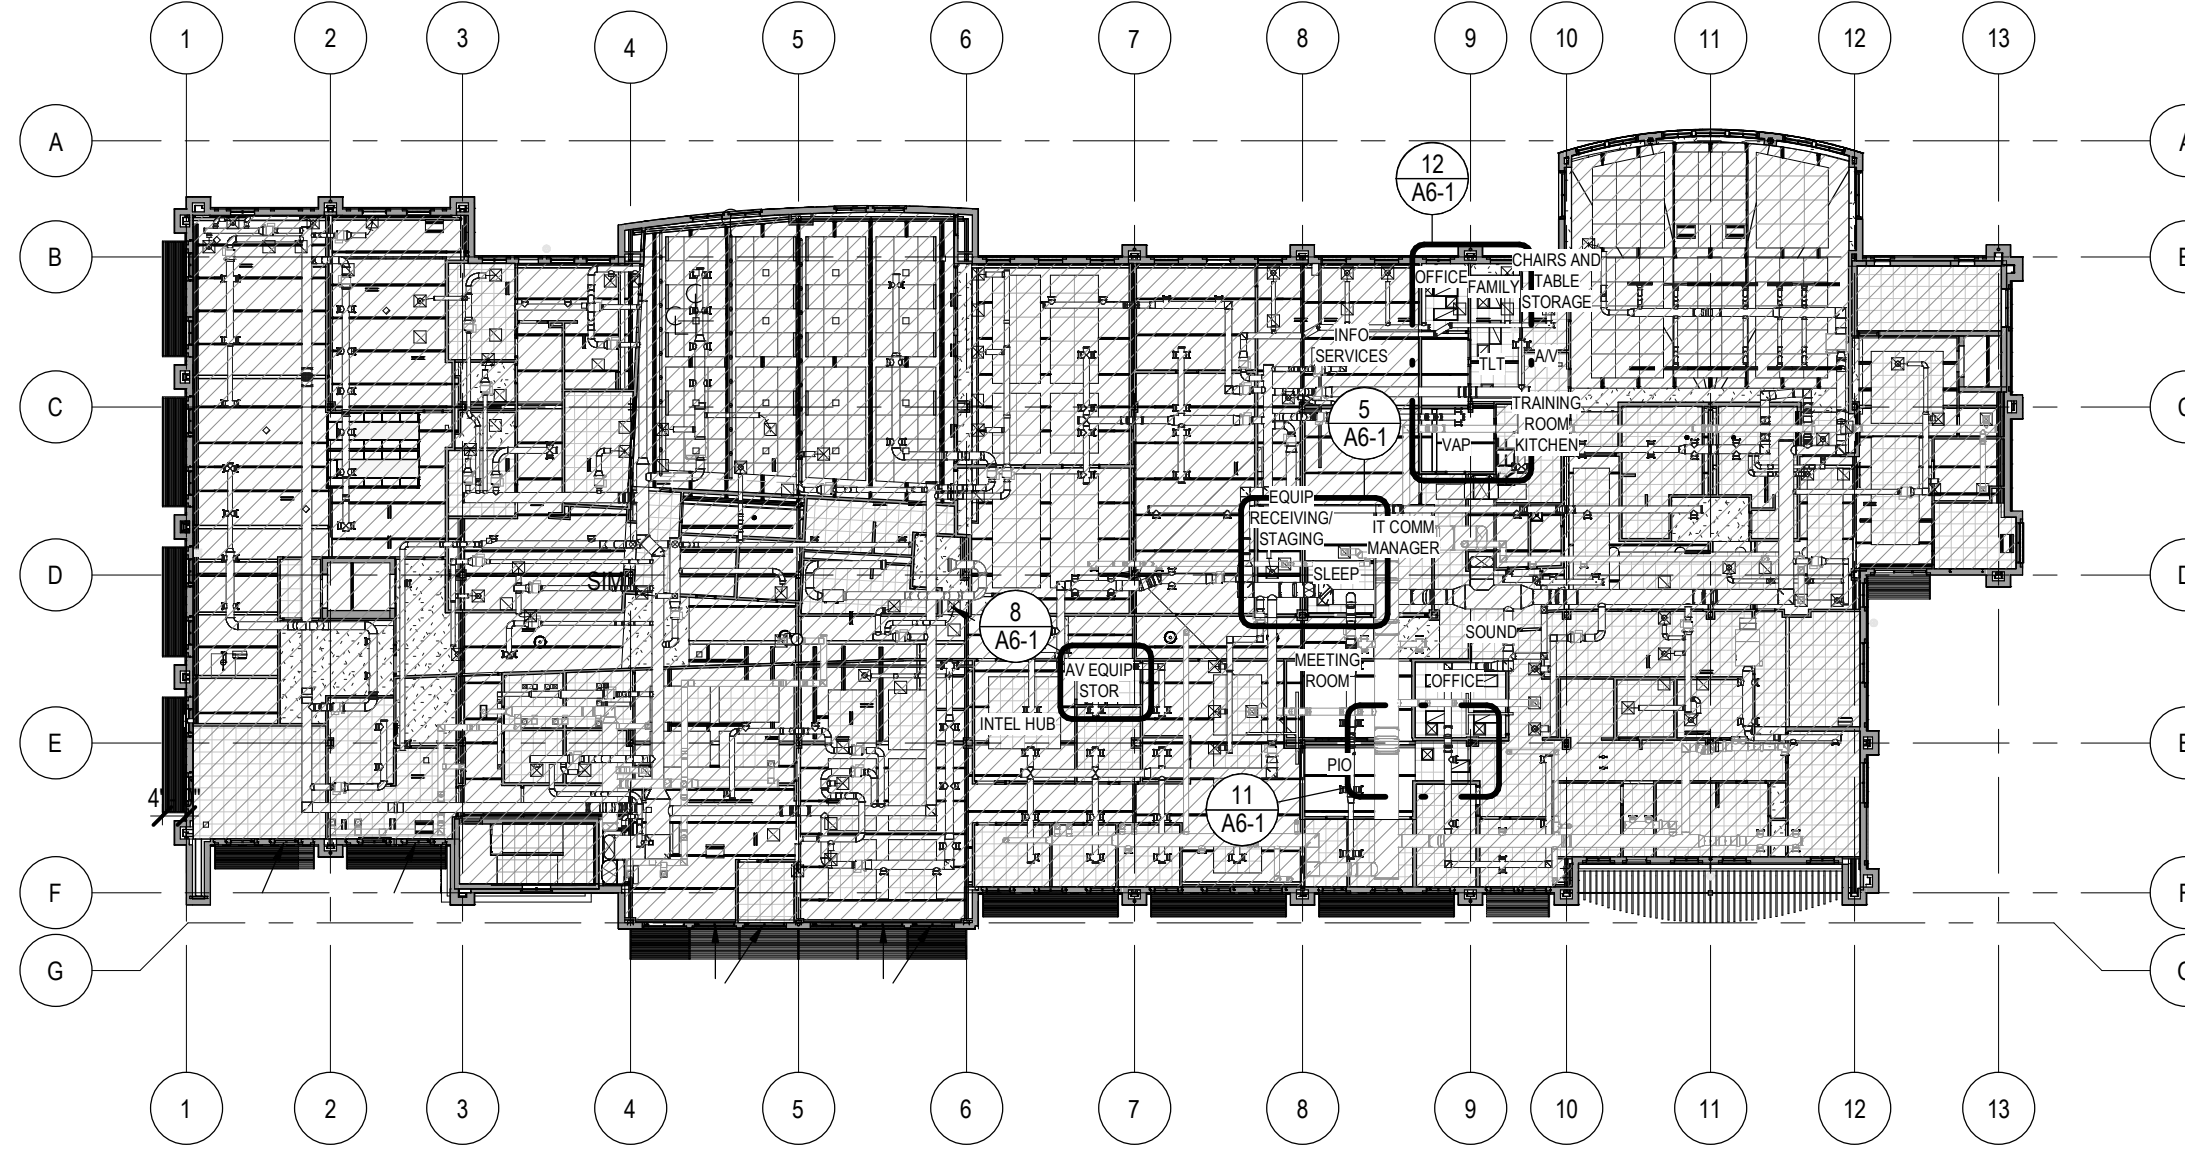 1 2 3 4 5 6 7 8 9 10 11 12 13
A A
12
A6-1
B
OFFICE
FAMILY
CHAIRS AND
TABLE
STORAGE
INFO
SERVICES
TLT
A/V
C
5
A6-1
VAP
TRAINING
ROOM
KITCHEN
EQUIP
RECEIVING/
STAGING
IT COMM
MANAGER
SLEEP
D
SIM
8
A6-1
SOUND
AV EQUIP
STOR
MEETING
ROOM
OFFICE
INTEL HUB
E
PIO
11
A6-1
F
G
1 2 3 4 5 6 7 8 9 10 11 12 13